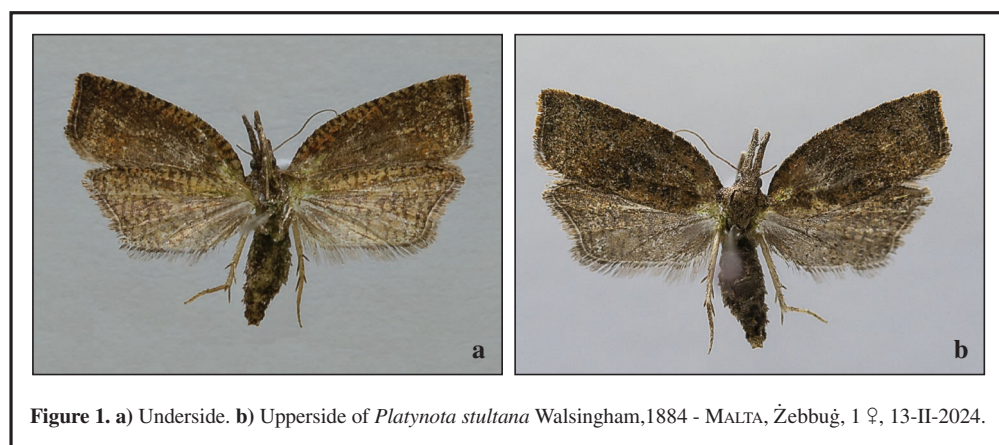 a
b
Figure 1. a) Underside. b) Upperside of Platynota stultana Walsingham,1884 - MALTA, Żebbuġ, 1 ♀, 13-II-2024.